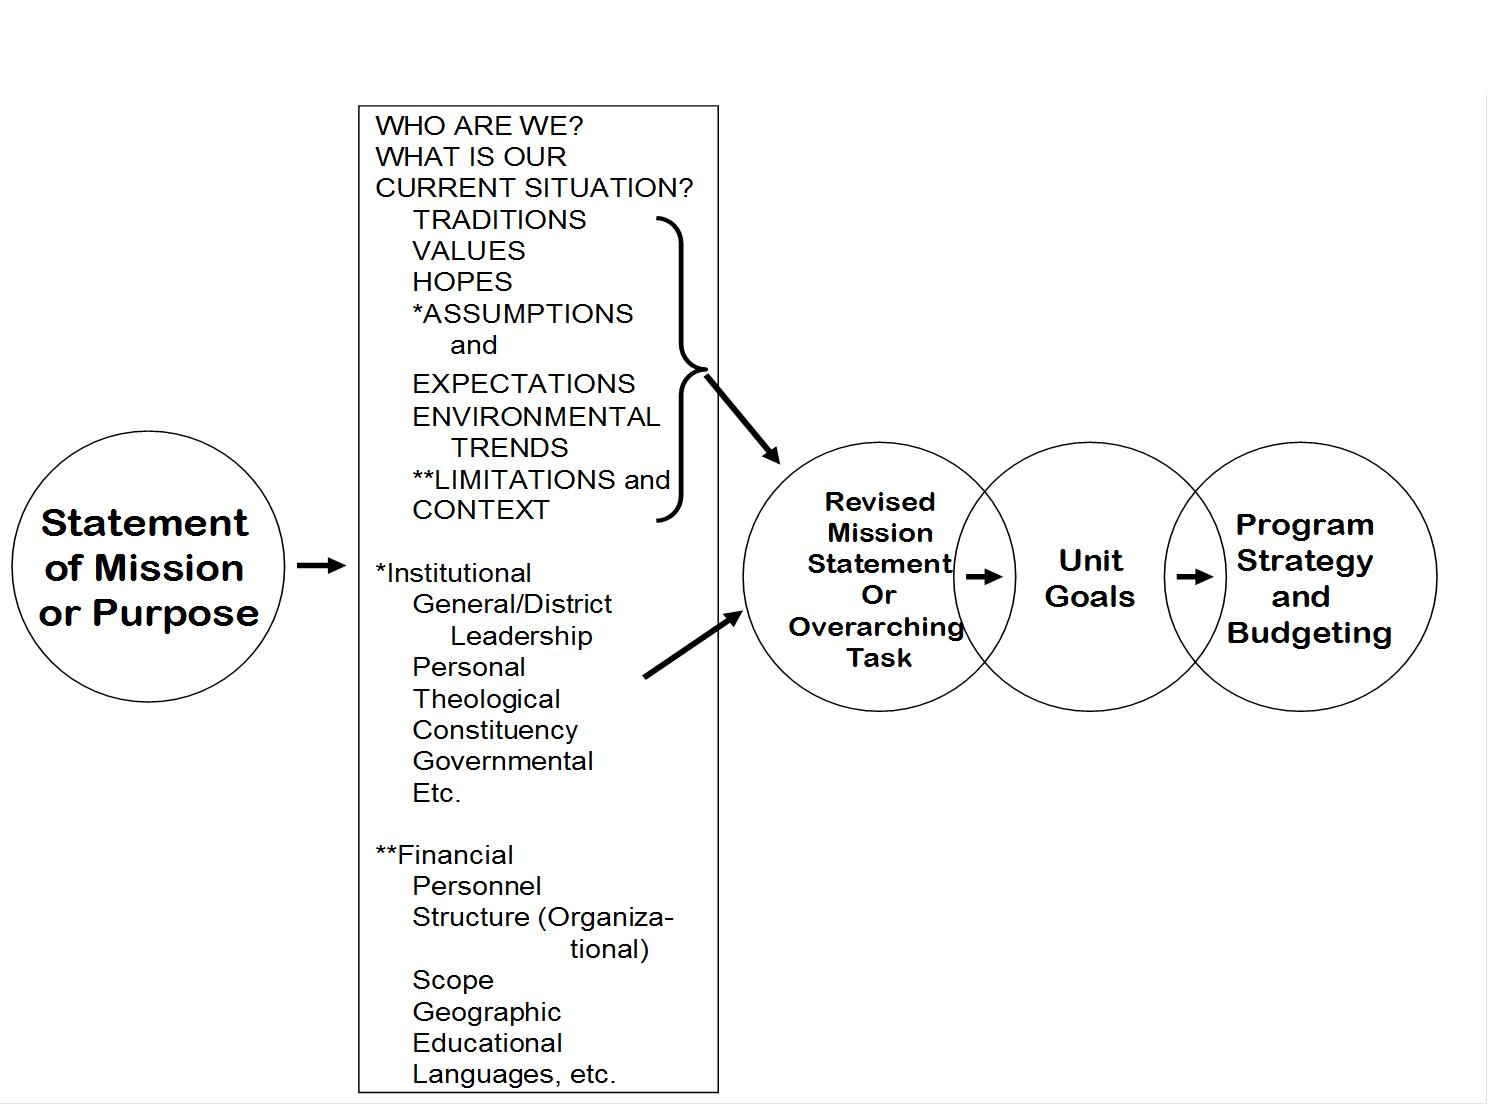 Statement
of Mission
or Purpose
WHO ARE WE?
WHAT IS OUR
CURRENT SITUATION?
TRADITIONS
VALUES
HOPES
*ASSUMPTIONS
and
EXPECTATIONS
ENVIRONMENTAL
TRENDS
**LIMITATIONS and
CONTEXT
*Institutional
General/District
Leadership
Personal
Theological
Constituency
Governmental
Etc.
**Financial
Personnel
Structure (Organiza-
tional)
Scope
Geographic
Educational
Languages, etc.
Revised
Mission
Statement
Or
Overarching
Task
Unit
Goals
Program
Strategy
and
Budgeting